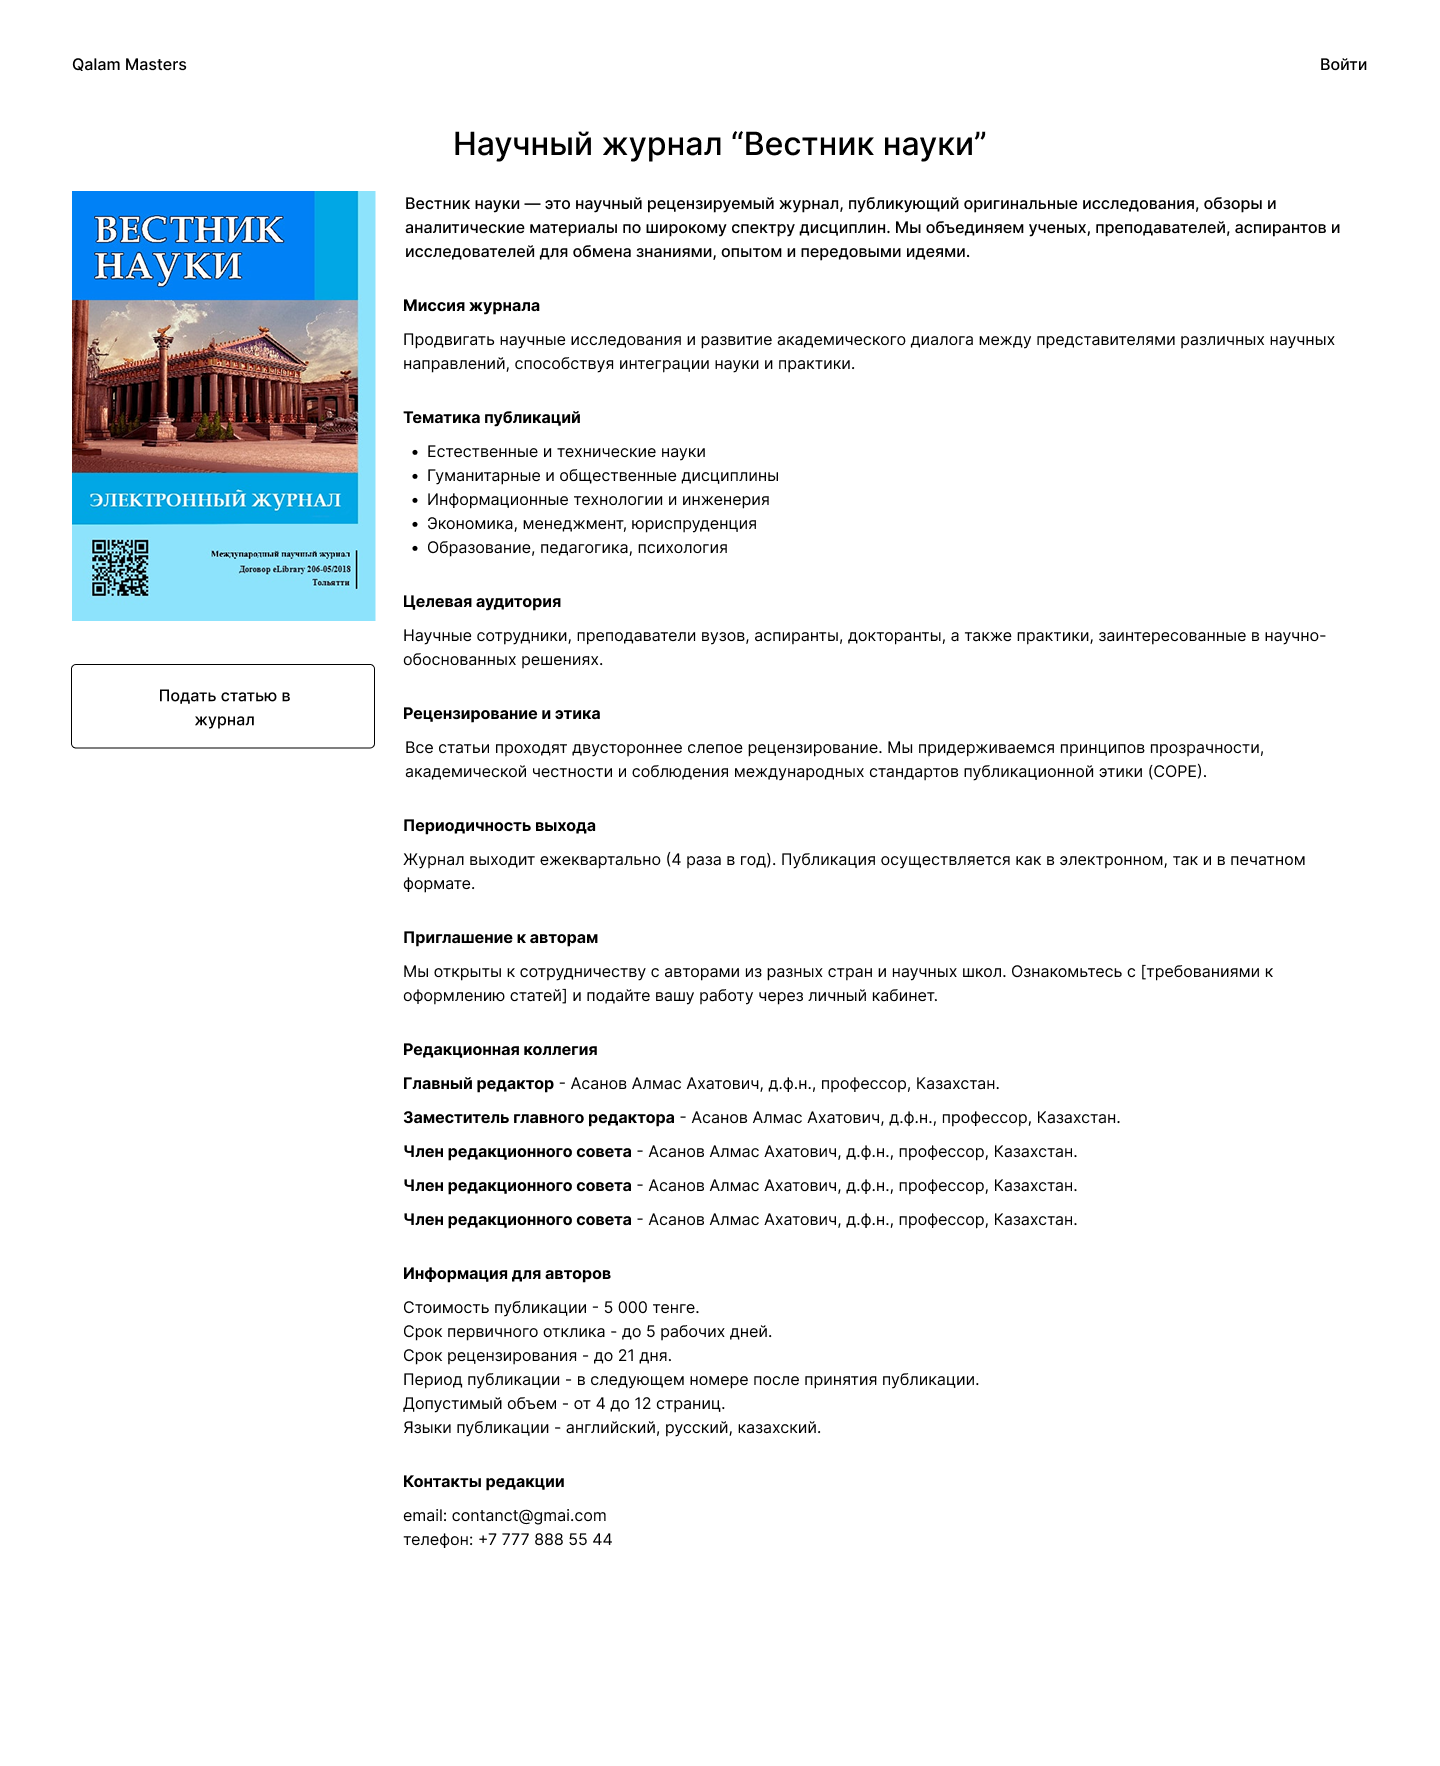 Qalam Masters
Войти
Научный журнал “Вестник науки”
ВЕСТНИК
НАУКИ
ЭЛЕКТРОННЫЙ ЖУРНАЛ
Международный научный журнал
Договор eLibrary 206-05/2018
Тольятти
Подать статью в
журнал
Вестник науки — это научный рецензируемый журнал, публикующий оригинальные исследования, обзоры и
аналитические материалы по широкому спектру дисциплин. Мы объединяем ученых, преподавателей, аспирантов и
исследователей для обмена знаниями, опытом и передовыми идеями.
Миссия журнала
Продвигать научные исследования и развитие академического диалога между представителями различных научных
направлений, способствуя интеграции науки и практики.
Тематика публикаций
• Естественные и технические науки
• Гуманитарные и общественные дисциплины
• Информационные технологии и инженерия
• Экономика, менеджмент, юриспруденция
• Образование, педагогика, психология
Целевая аудитория
Научные сотрудники, преподаватели вузов, аспиранты, докторанты, а также практики, заинтересованные в научно-
обоснованных решениях.
Рецензирование и этика
Все статьи проходят двустороннее слепое рецензирование. Мы придерживаемся принципов прозрачности,
академической честности и соблюдения международных стандартов публикационной этики (COPE).
Периодичность выхода
Журнал выходит ежеквартально (4 раза в год). Публикация осуществляется как в электронном, так и в печатном
формате.
Приглашение к авторам
Мы открыты к сотрудничеству с авторами из разных стран и научных школ. Ознакомьтесь с [требованиями к
оформлению статей] и подайте вашу работу через личный кабинет.
Редакционная коллегия
Главный редактор - Асанов Алмас Ахатович, д.ф.н., профессор, Казахстан.
Заместитель главного редактора - Асанов Алмас Ахатович, д.ф.н., профессор, Казахстан.
Член редакционного совета - Асанов Алмас Ахатович, д.ф.н., профессор, Казахстан.
Член редакционного совета - Асанов Алмас Ахатович, д.ф.н., профессор, Казахстан.
Член редакционного совета - Асанов Алмас Ахатович, д.ф.н., профессор, Казахстан.
Информация для авторов
Стоимость публикации - 5 000 тенге.
Срок первичного отклика - до 5 рабочих дней.
Срок рецензирования - до 21 дня.
Период публикации - в следующем номере после принятия публикации.
Допустимый объем - от 4 до 12 страниц.
Языки публикации - английский, русский, казахский.
Контакты редакции
email: contanct@gmai.com
телефон: +7 777 888 55 44